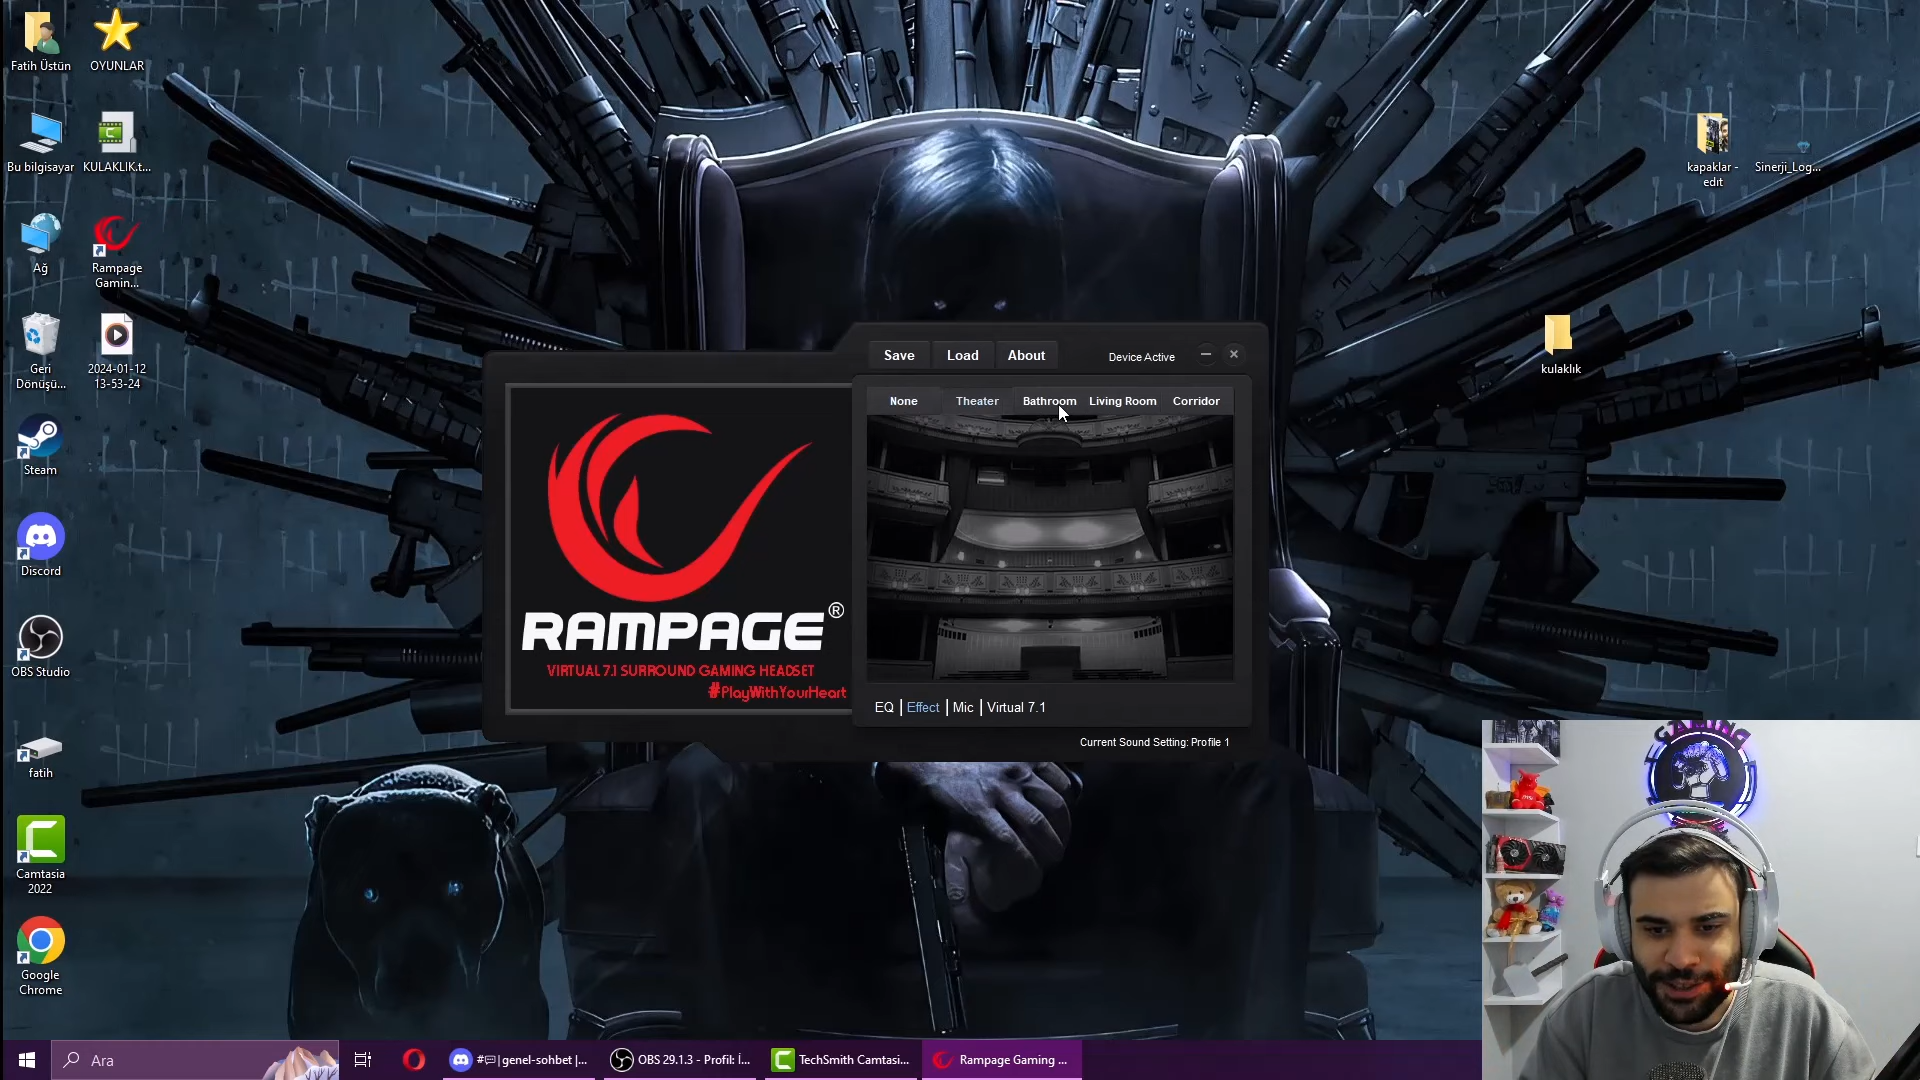 Fatih Üstün
OYUNLAR
Bu bilgisayar
KULAKLIK.t...
Ağ
Rampage
Gamin...
Geri
Dönüşü...
2024-01-12
13-53-24
Steam
Discord
OBS Studio
fatih
Camtasia
2022
Google
Chrome
kapaklar -
edit
Sinerji_Log...
kulaklık
Save
Load
About
Device Active
None
Theater
Bathroom
Living Room
Corridor
RAMPAGE®
VIRTUAL 7.1 SURROUND GAMING HEADSET
#PlayWithYourHeart
EQ
Effect
Mic
Virtual 7.1
Current Sound Setting: Profile 1
GAMING
Ara
#💬|genel-sohbet |...
OBS 29.1.3 - Profil: İ...
TechSmith Camtasi...
Rampage Gaming ...